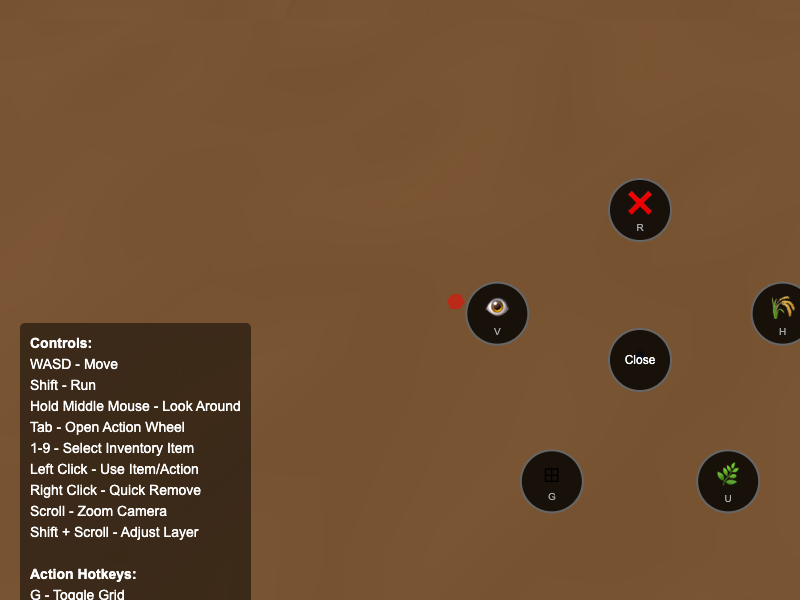 R
V
H
Close
G
U
Controls:
WASD - Move
Shift - Run
Hold Middle Mouse - Look Around
Tab - Open Action Wheel
1-9 - Select Inventory Item
Left Click - Use Item/Action
Right Click - Quick Remove
Scroll - Zoom Camera
Shift + Scroll - Adjust Layer
Action Hotkeys:
G - Toggle Grid